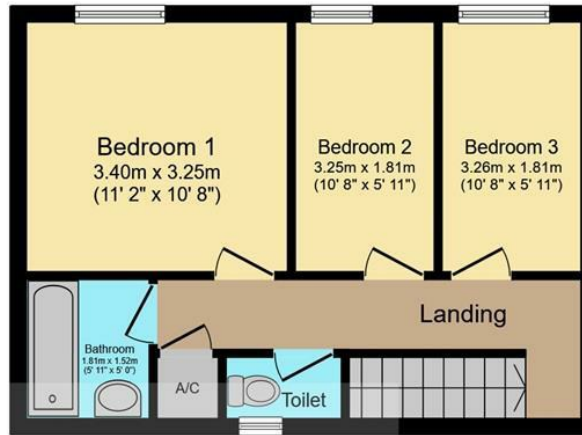 Bedroom 1
3.40m x 3.25m
(11' 2" x 10' 8")
Bedroom 2
3.25m x 1.81m
(10' 8" x 5' 11")
Bedroom 3
3.26m x 1.81m
(10' 8" x 5' 11")
Landing
Bathroom
1.81m x 1.52m
(5' 11" x 5' 0")
A/C
Toilet